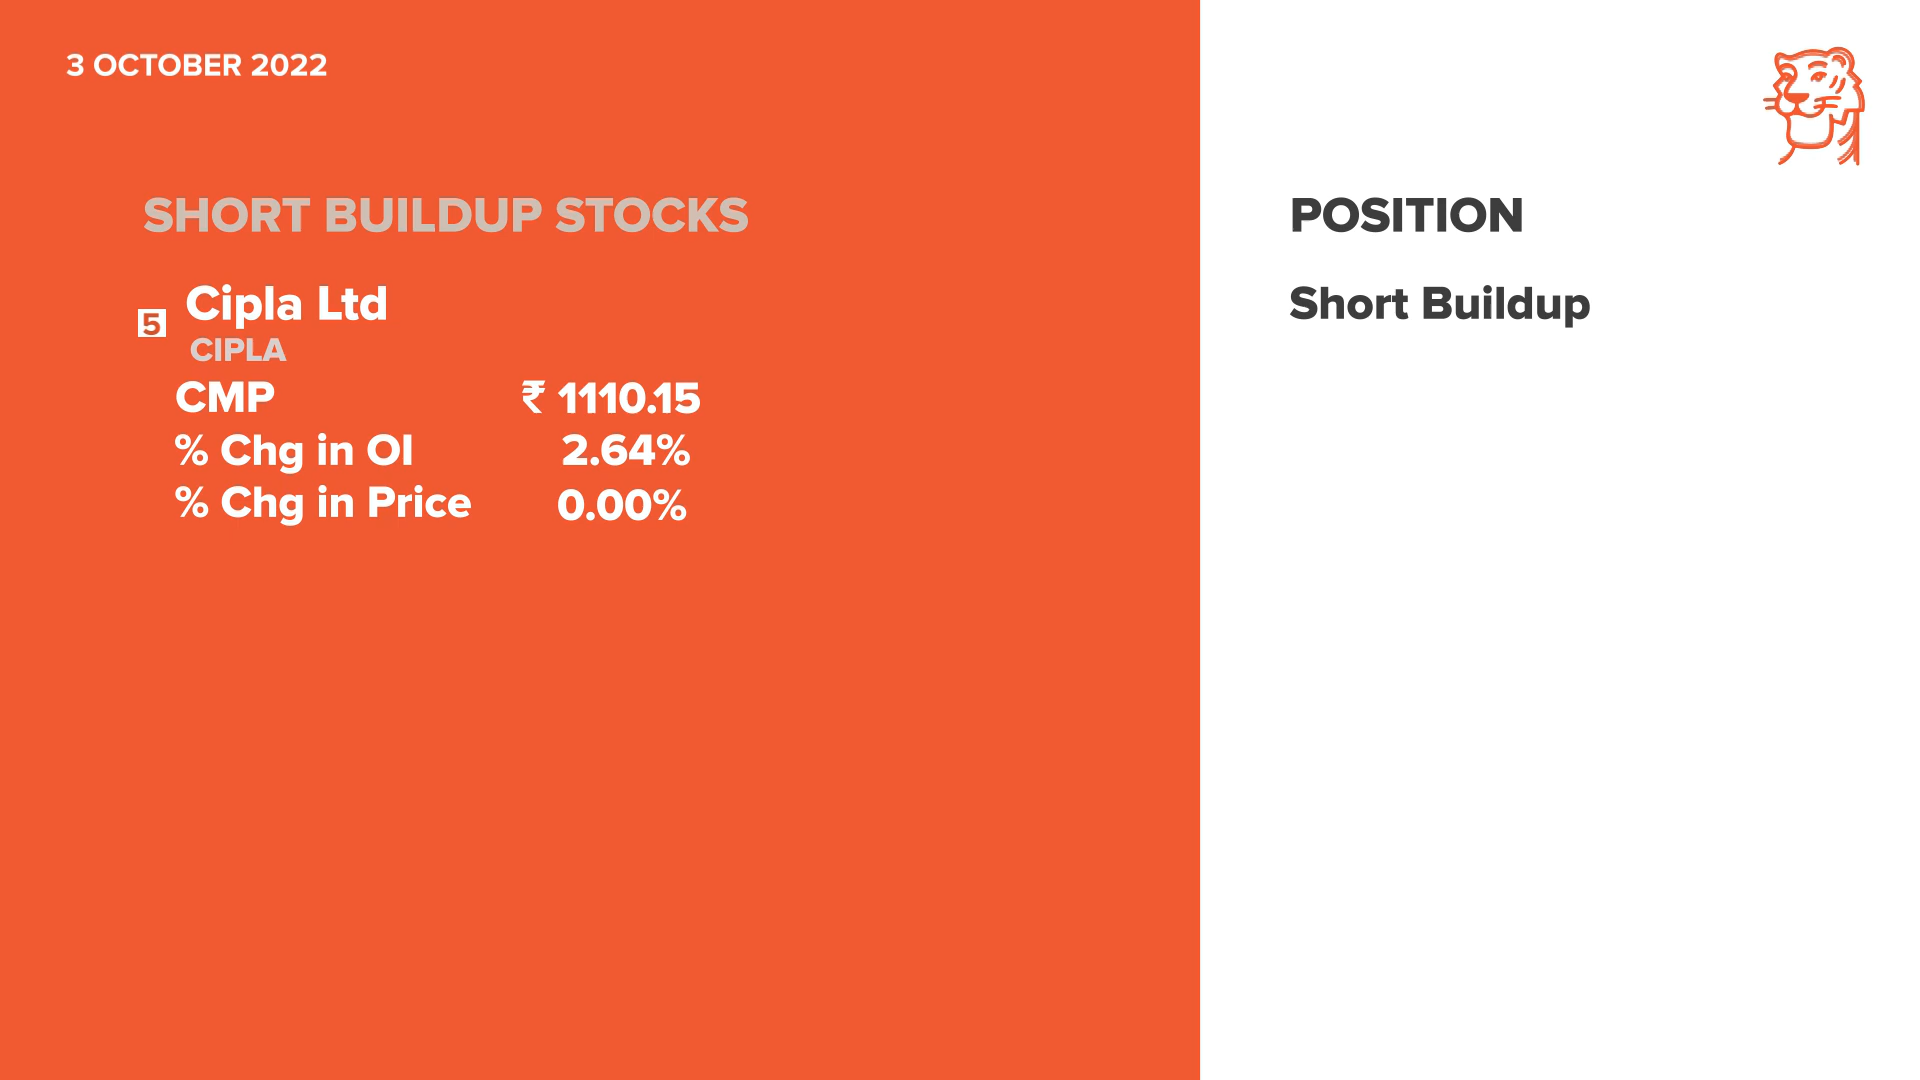 3 OCTOBER 2022
SHORT BUILDUP STOCKS
POSITION
5 Cipla Ltd
Short Buildup
CIPLA
CMP ₹ 1110.15
% Chg in OI 2.64%
% Chg in Price 0.00%